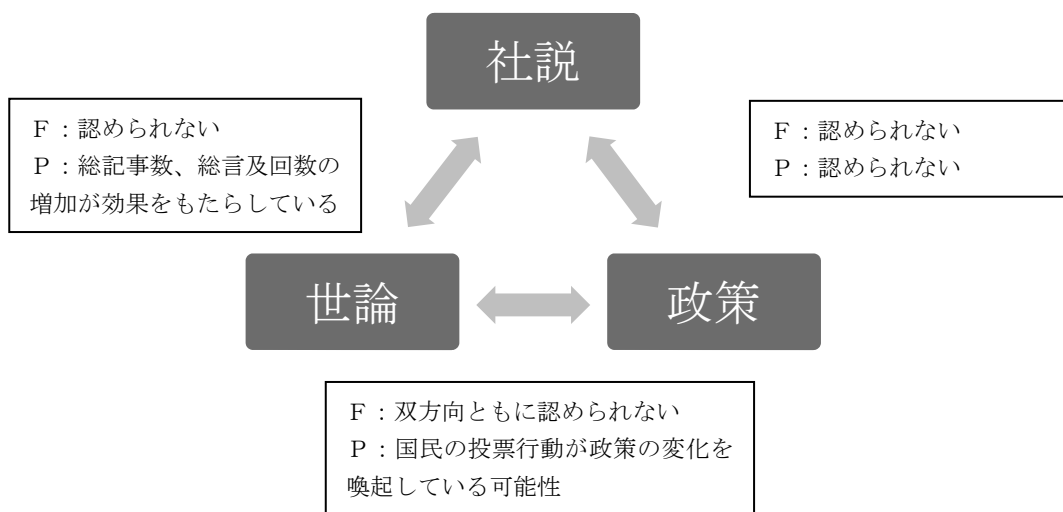 社説
Ｆ：認められない
Ｐ：総記事数、総言及回数の
増加が効果をもたらしている
Ｆ：認められない
Ｐ：認められない
世論
政策
Ｆ：双方向ともに認められない
Ｐ：国民の投票行動が政策の変化を
喚起している可能性